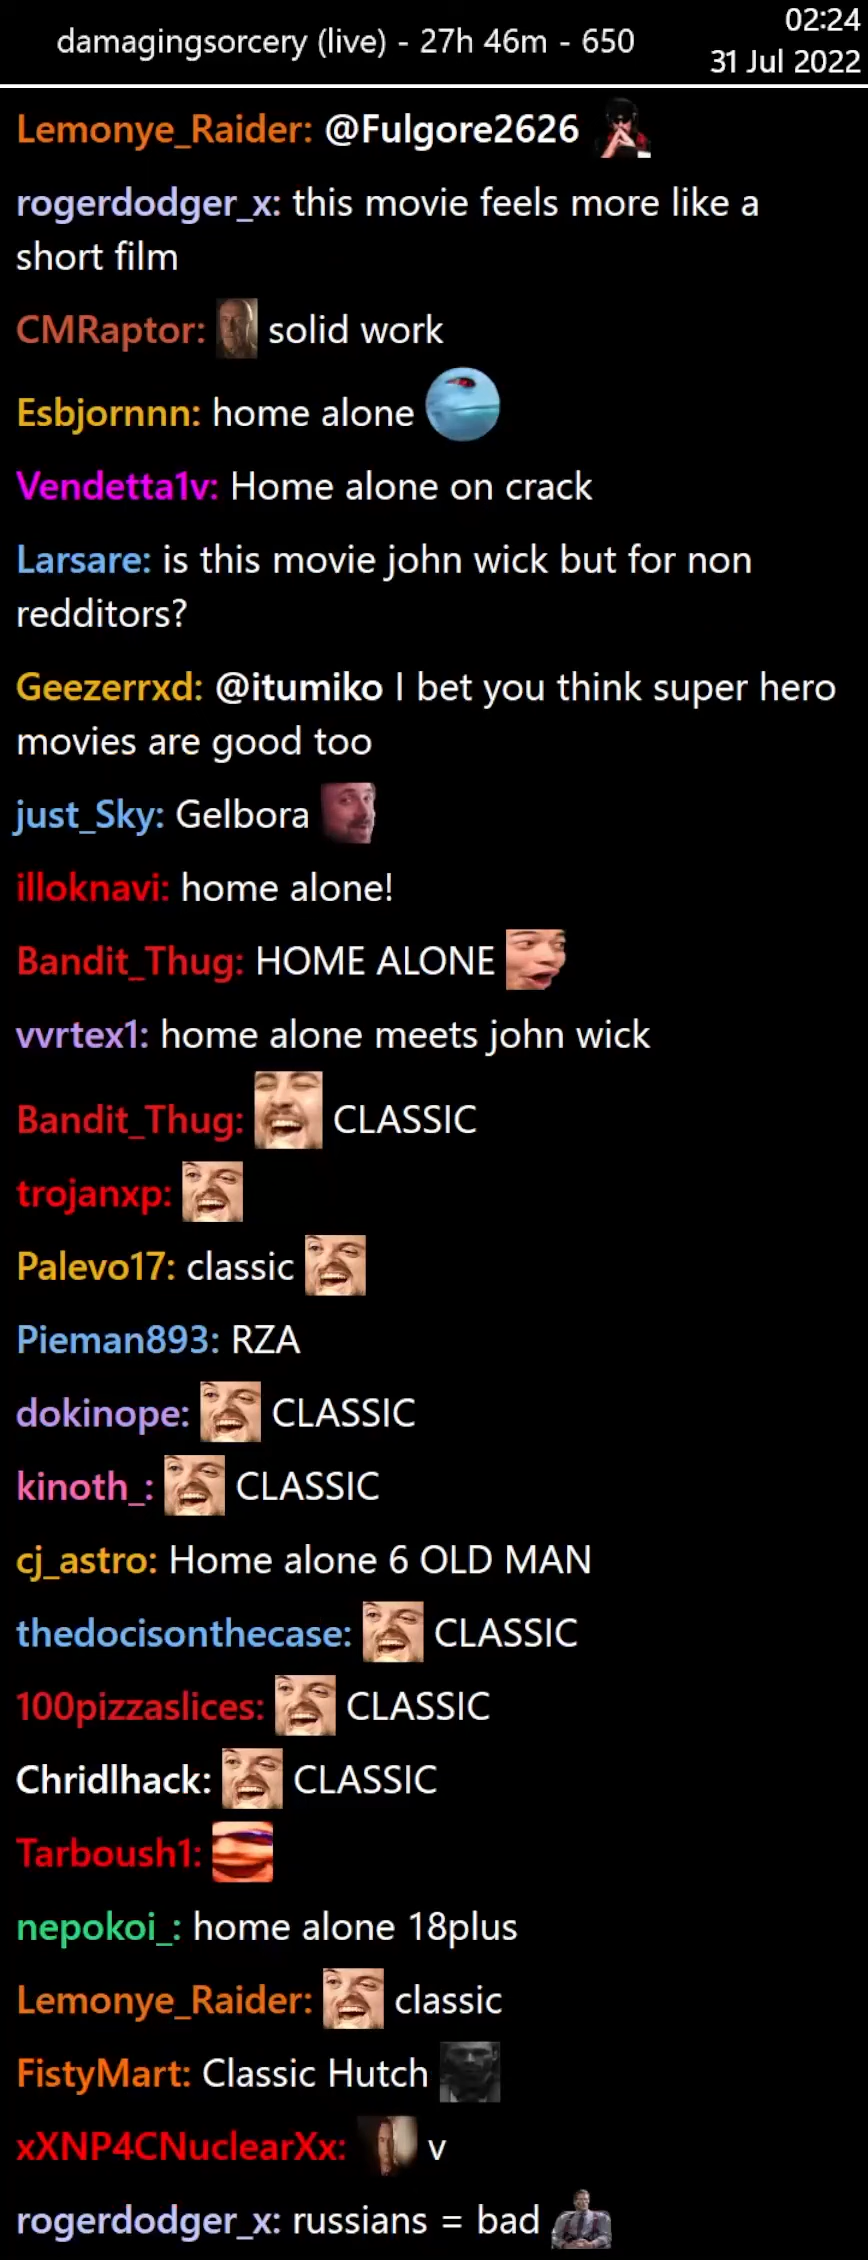 damagingsorcery (live) - 27h 46m - 650
02:24
31 Jul 2022
Lemonye_Raider: @Fulgore2626
rogerdodger_x: this movie feels more like a
short film
CMRaptor: solid work
Esbjornnn: home alone
Vendetta1v: Home alone on crack
Larsare: is this movie john wick but for non
redditors?
Geezerrxd: @itumiko I bet you think super hero
movies are good too
just_Sky: Gelbora
illoknavi: home alone!
Bandit_Thug: HOME ALONE
vvrtex1: home alone meets john wick
Bandit_Thug: CLASSIC
trojanxp:
Palevo17: classic
Pieman893: RZA
dokinope: CLASSIC
kinoth_: CLASSIC
cj_astro: Home alone 6 OLD MAN
thedocisonthecase: CLASSIC
100pizzaslices: CLASSIC
Chridlhack: CLASSIC
Tarboush1:
nepokoi_: home alone 18plus
Lemonye_Raider: classic
FistyMart: Classic Hutch
xXNP4CNuclearXx: v
rogerdodger_x: russians = bad